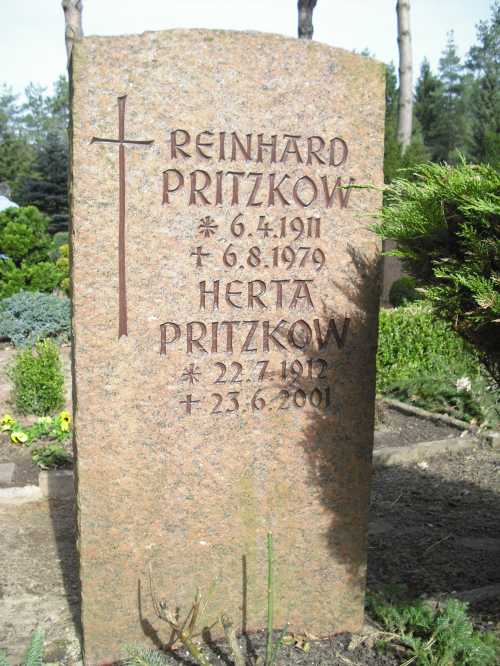 REINHARD
PRITZKOW
* 6.4.1911
+ 6.8.1979
HERTA
PRITZKOW
* 22.7.1912
+ 23.6.2001